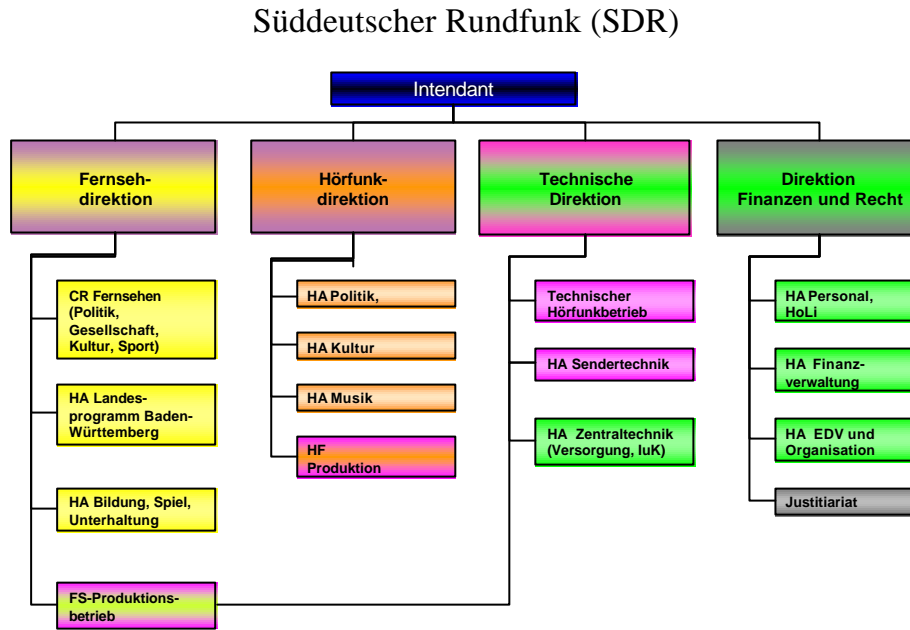 Süddeutscher Rundfunk (SDR)
Intendant
Fernseh-
direktion
Hörfunk-
direktion
Technische
Direktion
Direktion
Finanzen und Recht
CR Fernsehen
(Politik,
Gesellschaft,
Kultur, Sport)
HA Landes-
programm Baden-
Württemberg
HA Bildung, Spiel,
Unterhaltung
FS-Produktions-
betrieb
HA Politik,
HA Kultur
HA Musik
HF
Produktion
Technischer
Hörfunkbetrieb
HA Sendertechnik
HA Zentraltechnik
(Versorgung, IuK)
HA Personal,
HoLi
HA Finanz-
verwaltung
HA EDV und
Organisation
Justitiariat